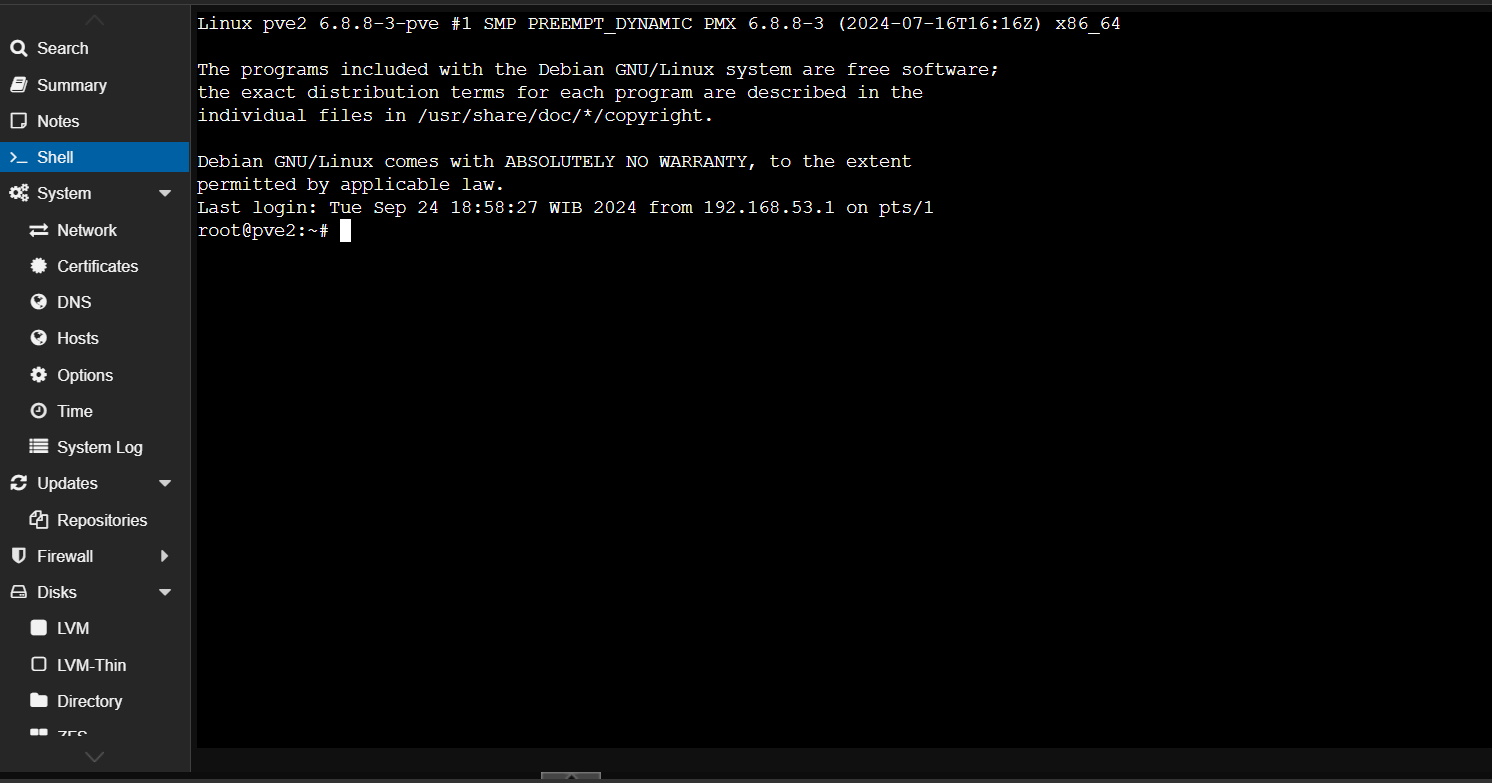 Search
Summary
Notes
Shell
System
Network
Certificates
DNS
Hosts
Options
Time
System Log
Updates
Repositories
Firewall
Disks
LVM
LVM-Thin
Directory
ZFS
Linux pve2 6.8.8-3-pve #1 SMP PREEMPT_DYNAMIC PMX 6.8.8-3 (2024-07-16T16:16Z) x86_64
The programs included with the Debian GNU/Linux system are free software;
the exact distribution terms for each program are described in the
individual files in /usr/share/doc/*/copyright.
Debian GNU/Linux comes with ABSOLUTELY NO WARRANTY, to the extent
permitted by applicable law.
Last login: Tue Sep 24 18:58:27 WIB 2024 from 192.168.53.1 on pts/1
root@pve2:~#